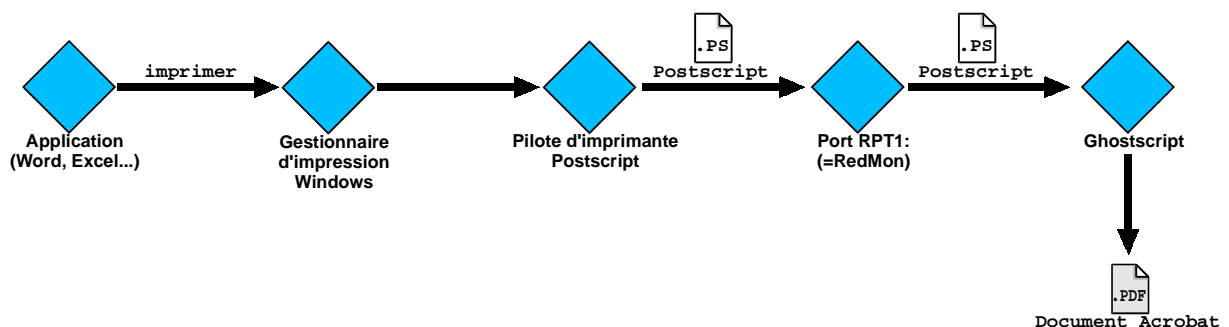 .PS
.PS
imprimer
Postscript
Postscript
Application
(Word, Excel...)
Gestionnaire
d'impression
Windows
Pilote d'imprimante
Postscript
Port RPT1:
(=RedMon)
Ghostscript
.PDF
Document Acrobat